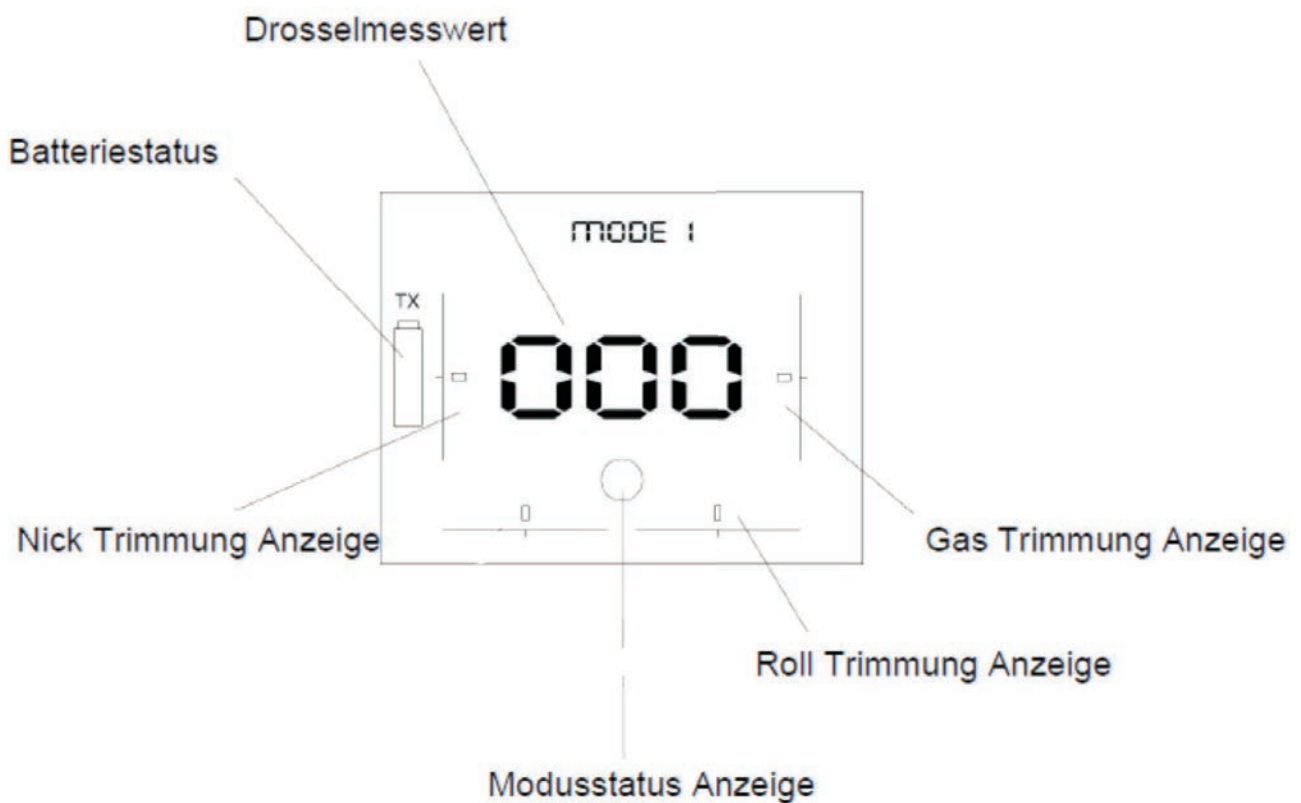 Drosselmesswert
Batteriestatus
MODE 1
TX
000
Nick Trimmung Anzeige
Gas Trimmung Anzeige
Roll Trimmung Anzeige
Modusstatus Anzeige